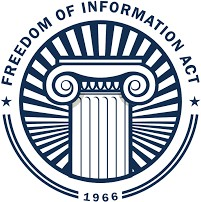 FREEDOM OF INFORMATION ACT
1966